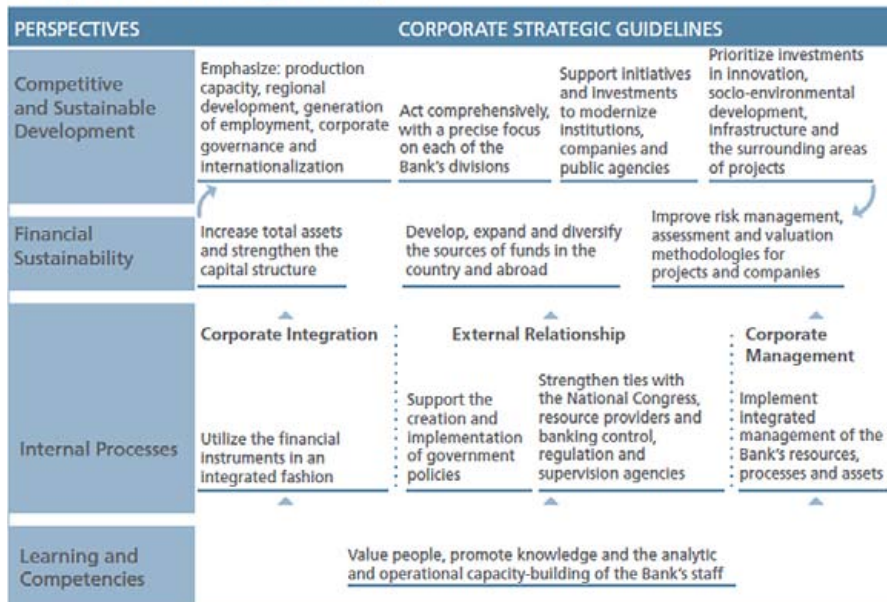 PERSPECTIVES
CORPORATE STRATEGIC GUIDELINES
Competitive
and Sustainable
Development
Emphasize: production
capacity, regional
development, generation
of employment, corporate
governance and
internationalization
Act comprehensively,
with a precise focus
on each of the
Bank's divisions
Support initiatives
and investments
to modernize
institutions,
companies and
public agencies
Prioritize investments
in innovation,
socio-environmental
development,
infrastructure and
the surrounding areas
of projects
Financial
Sustainability
Increase total assets
and strengthen the
capital structure
Develop, expand and diversify
the sources of funds in the
country and abroad
Improve risk management,
assessment and valuation
methodologies for
projects and companies
Internal Processes
Corporate Integration
Utilize the financial
instruments in an
integrated fashion
External Relationship
Support the
creation and
implementation
of government
policies
Strengthen ties with
the National Congress,
resource providers and
banking control,
regulation and
supervision agencies
Corporate
Management
Implement
integrated
management of the
Bank's resources,
processes and assets
Learning and
Competencies
Value people, promote knowledge and the analytic
and operational capacity-building of the Bank's staff